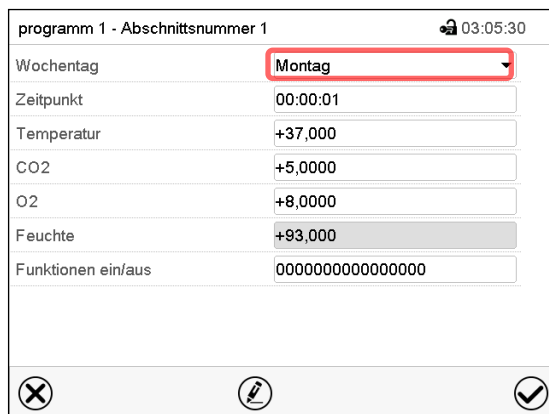 programm 1 - Abschnittsnummer 1 03:05:30
Wochentag Montag
Zeitpunkt 00:00:01
Temperatur +37,000
CO2 +5,0000
O2 +8,0000
Feuchte +93,000
Funktionen ein/aus 0000000000000000